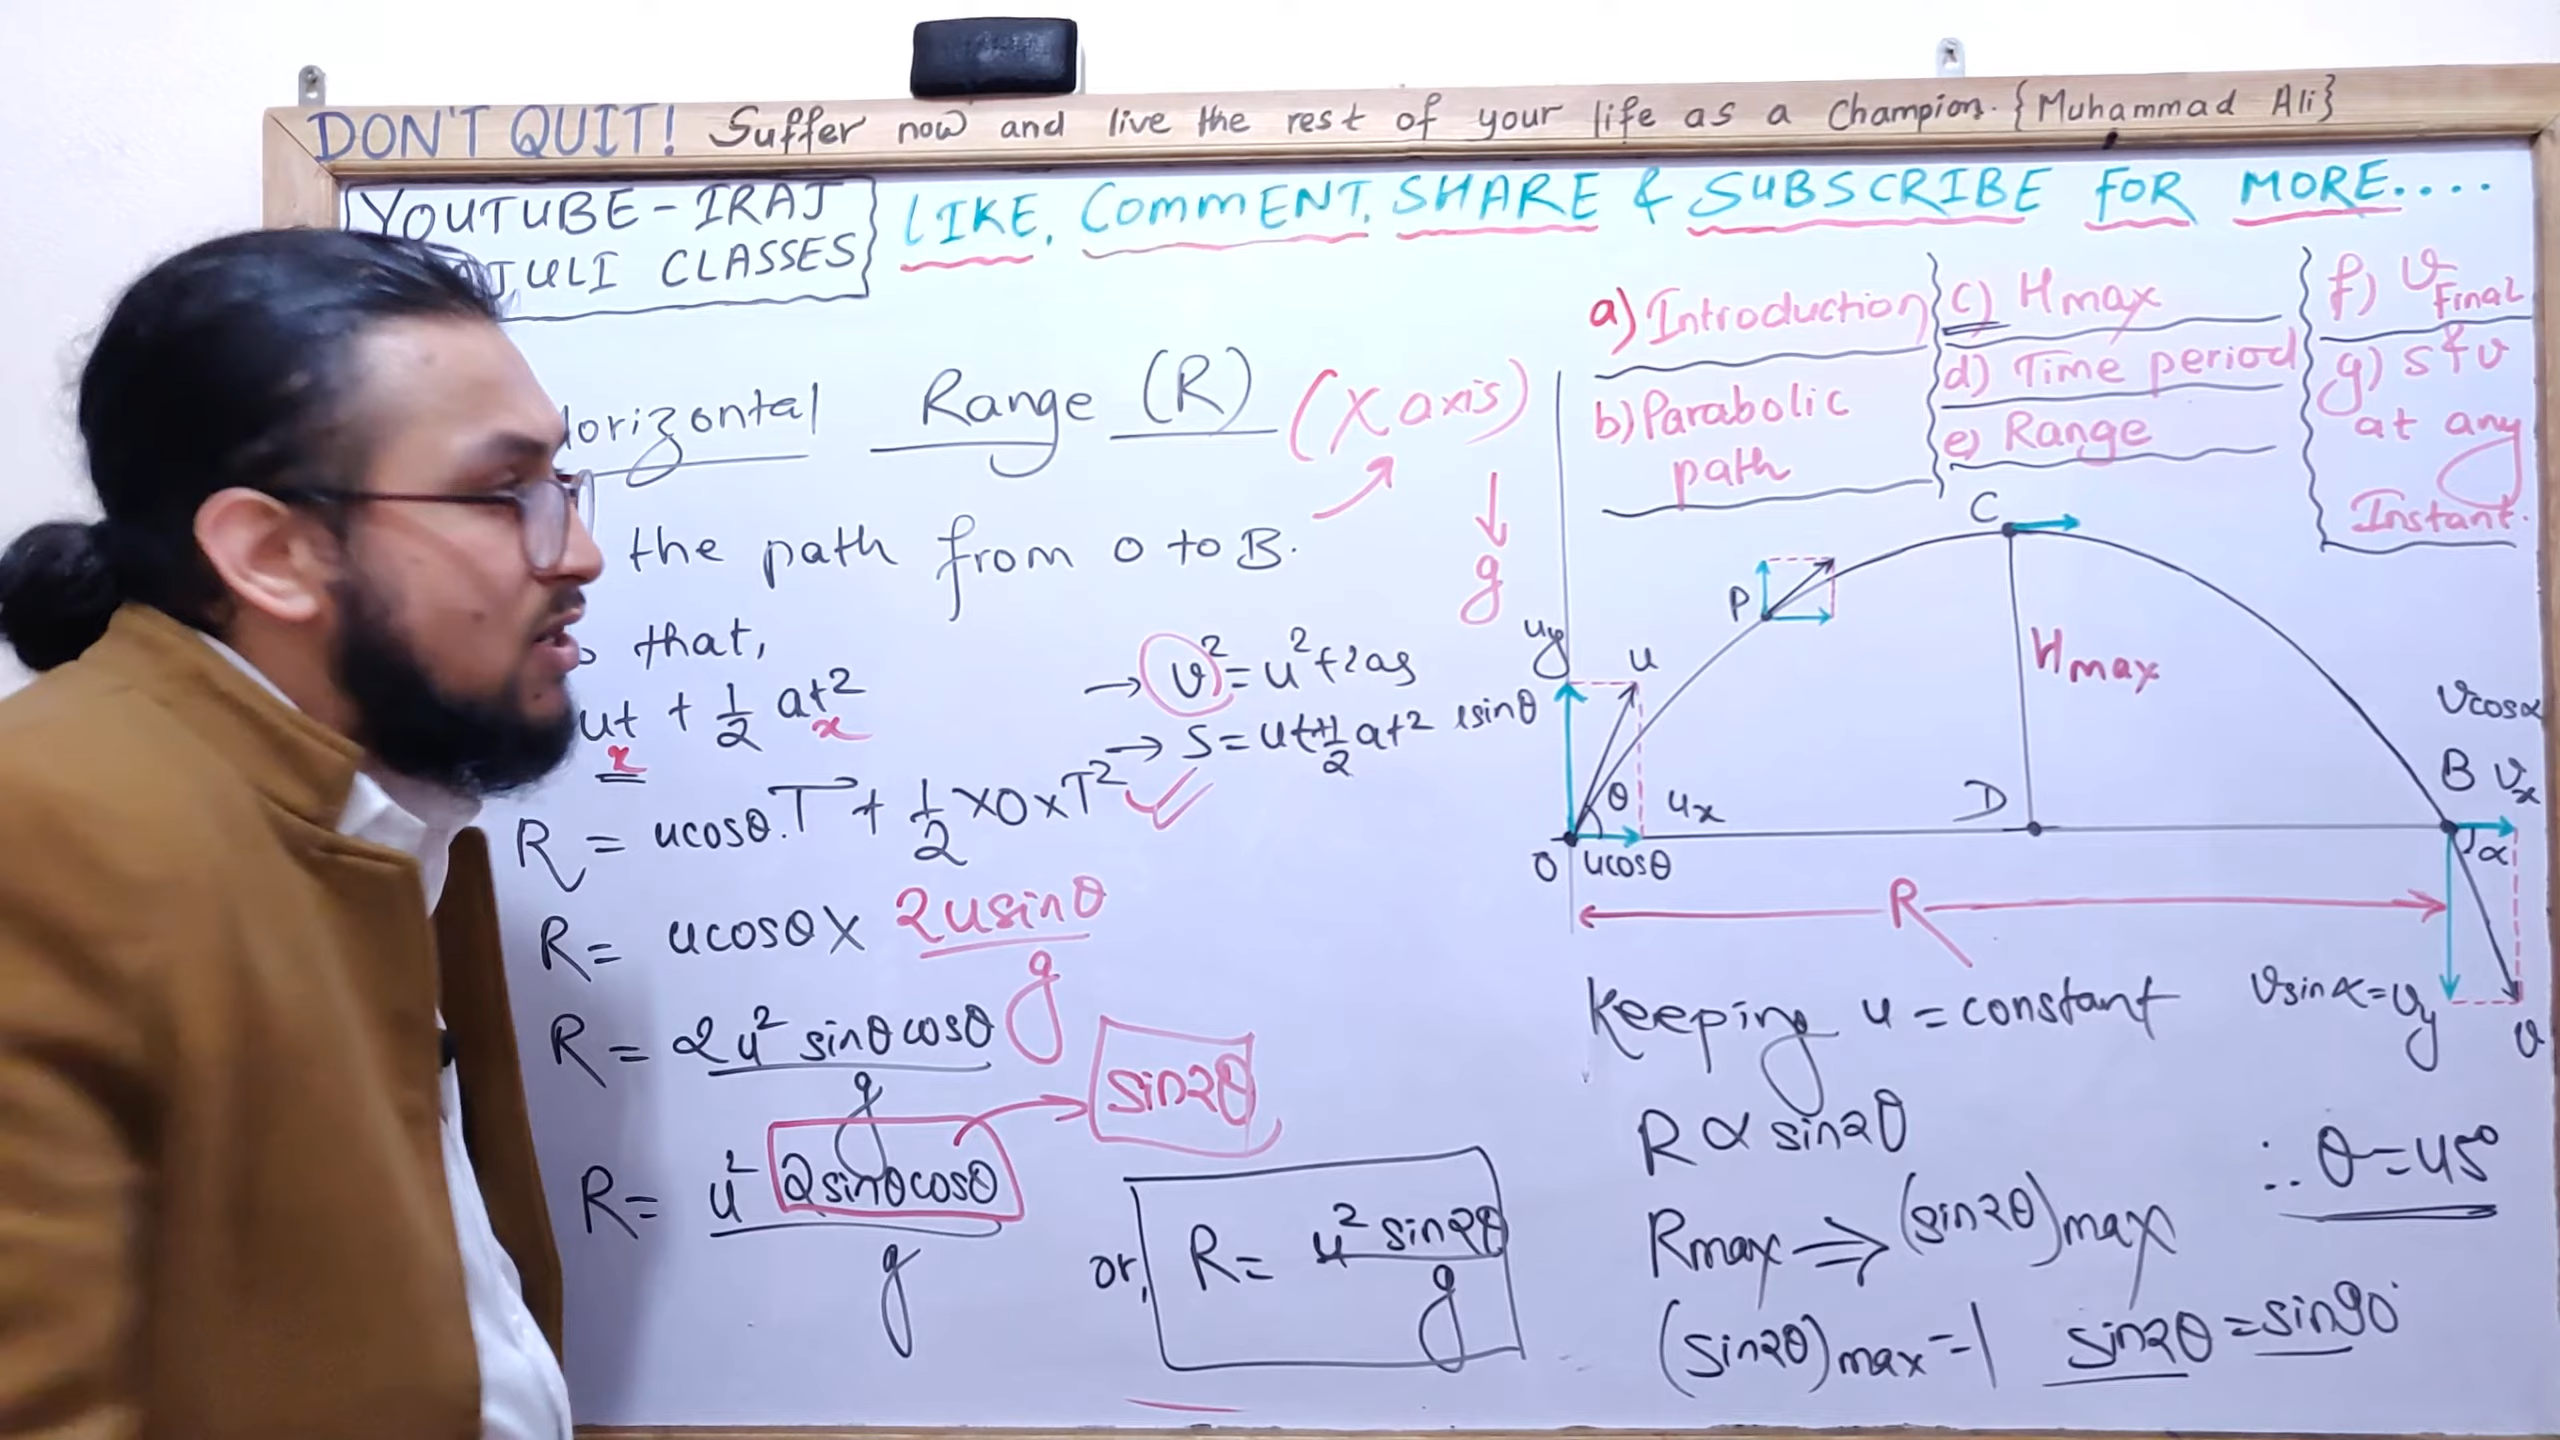 DON'T QUIT! Suffer now and live the rest of your life as a Champion. {Muhammad Ali}
YOUTUBE - IRAJ
JULI CLASSES
LIKE, COMMENT, SHARE & SUBSCRIBE FOR MORE....
a) Introduction
b) Parabolic
path
c) Hmax
d) Time period
e) Range
f) v Final
g) s & v
at any
Instant.
orizontal Range (R) (X axis)
g
the path from O to B.
that,
ut + 1/2 at²
x x
→ v² = u² + 2as
→ s = ut + 1/2 at²
R = ucosθ.T + 1/2 × 0 × T²
R = ucosθ × 2usinθ/g
R = 2u² sinθ cosθ/g
R = u² 2sinθcosθ/g
sin2θ
or, R = u² sin2θ/g
uy
u
sinθ
θ
ux
O
ucosθ
P
C
Hmax
D
vcosα
B vx
α
R
vsinα = vy
v
Keeping u = constant
R ∝ sin2θ
Rmax ⇒ (sin2θ)max
(sin2θ)max = 1
sin2θ = sin90°
∴ θ = 45°